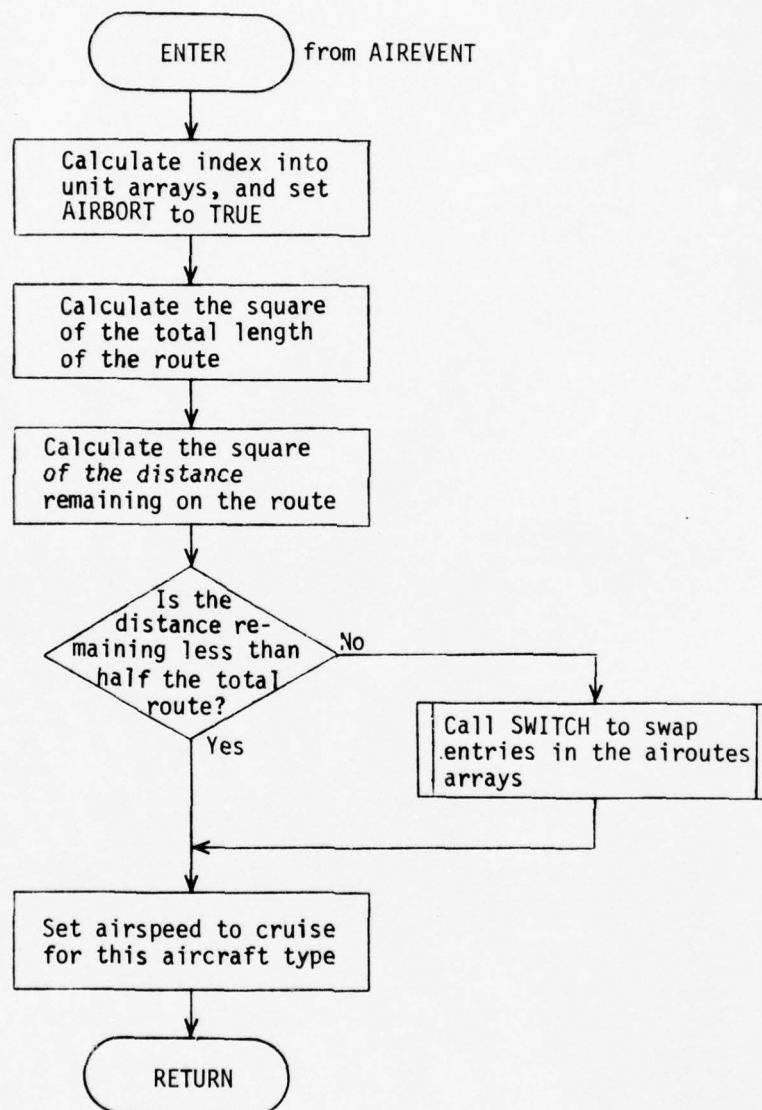 ENTER
from AIREVENT
Calculate index into
unit arrays, and set
AIRBORT to TRUE
Calculate the square
of the total length
of the route
Calculate the square
of the distance
remaining on the route
Is the
distance re-
maining less than
half the total
route?
No
Yes
Call SWITCH to swap
entries in the airoutes
arrays
Set airspeed to cruise
for this aircraft type
RETURN